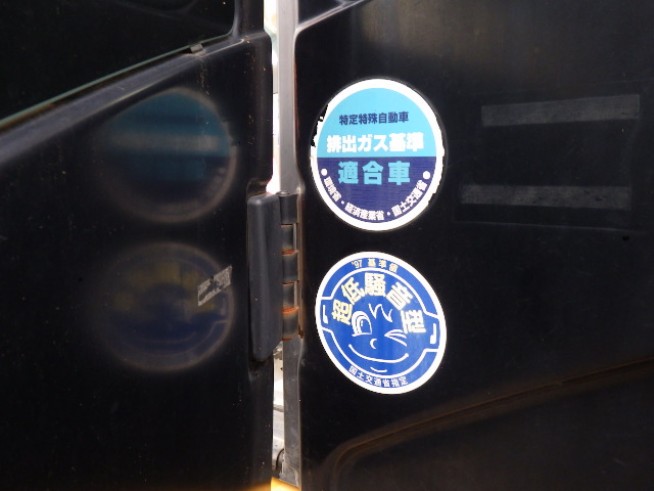 特定特殊自動車
排出ガス基準
適合車
●環境省・経済産業省・国土交通省●
'97基準値
超低騒音型
国土交通省指定